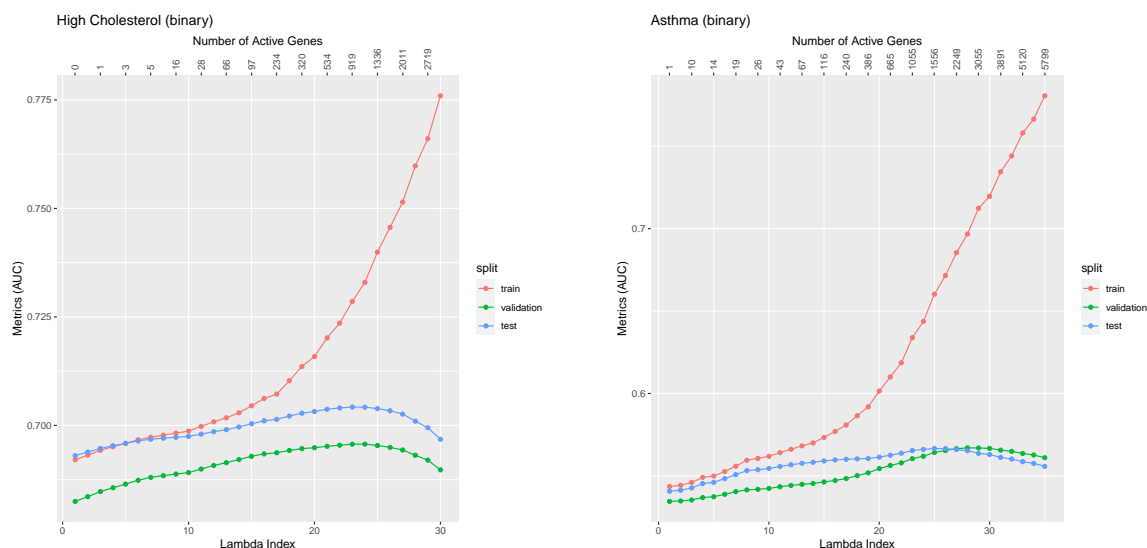 High Cholesterol (binary)
Number of Active Genes
0 1 3 5 16 28 66 97 234 320 534 919 1336 2011 2719
0.775
0.750
0.725
0.700
Metrics (AUC)
0 10 20 30
Lambda Index
split
train
validation
test
Asthma (binary)
Number of Active Genes
1 10 14 19 26 43 67 116 240 386 665 1055 1556 2249 3055 3891 5120 5799
0.7
0.6
Metrics (AUC)
0 10 20 30
Lambda Index
split
train
validation
test